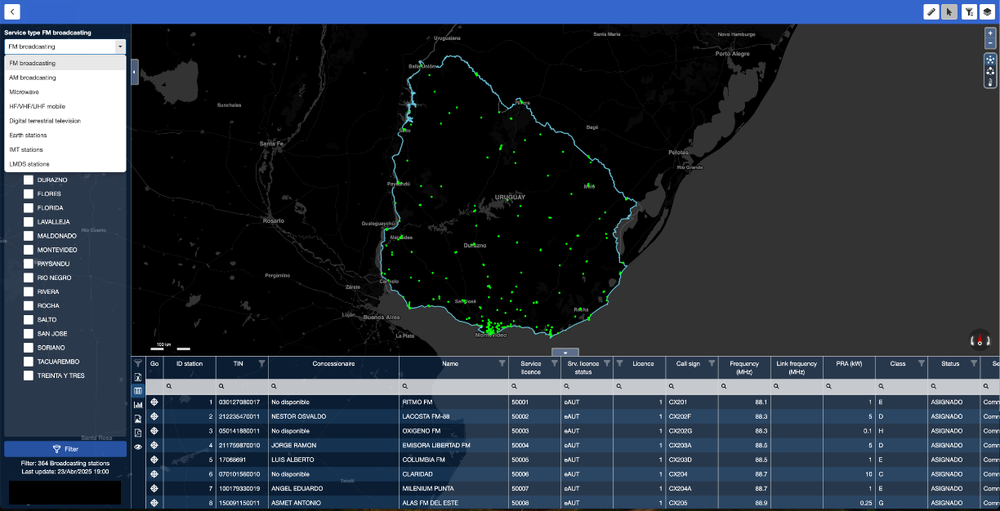 Service type FM broadcasting
FM broadcasting
FM broadcasting
AM broadcasting
Microwave
HF/VHF/UHF mobile
Digital terrestrial television
Earth stations
IMT stations
LMDS stations
DURAZNO
FLORES
FLORIDA
LAVALLEJA
MALDONADO
MONTEVIDEO
PAYSANDU
RIO NEGRO
RIVERA
ROCHA
SALTO
SAN JOSE
SORIANO
TACUAREMBO
TREINTA Y TRES
Filter
Filter: 364 Broadcasting stations
Last update: 23/Abr/2025 19:00
Río Cuarto
Santa Rosa
Uruguaiana
Santa Maria
Novo Hamburgo
Porto Alegre
Bella Unión
Sunchales
Rivera
Bagé
Salto
Santa Fe
Pelotas
Rio Grande
Paysandú
Melo
URUGUAY
Rosario
Gualeguaychú
Mercedes
Durazno
Pergamino
Carmelo
Zárate
San José
Rocha
Luján
Buenos Aires
La Plata
Montevideo
100 km
Go ID station TIN Concessionaire Name Service licence Srv. licence status Licence Call sign Frequency (MHz) Link frequency (MHz) PRA (kW) Class Status Se
1 030127080017 No disponible RITMO FM 50001 eAUT 1 CX201 88.1 1 E ASIGNADO Comr
2 212235470011 NESTOR OSVALDO LACOSTA FM-88 50002 eAUT 1 CX202F 88.3 5 D ASIGNADO Comr
3 050141880011 No disponible OXIGENO FM 50003 eAUT 1 CX202G 88.3 0.1 H ASIGNADO Comr
4 211759870010 JORGE RAMON EMISORA LIBERTAD FM 50004 eAUT 1 CX203A 88.5 5 D ASIGNADO Comr
5 17068691 LUIS ALBERTO COLUMBIA FM 50005 eAUT 1 CX203D 88.5 1 E ASIGNADO Comr
6 070101560010 No disponible CLARIDAD 50006 eAUT 1 CX204 88.7 10 C ASIGNADO Comr
7 100179330019 ANGEL EDUARDO MILENIUM PUNTA 50007 eAUT 1 CX204A 88.7 1 E ASIGNADO Comr
8 150091150011 ASMET ANTONIO ALAS FM DEL ESTE 50008 eAUT 1 CX205 88.9 0.25 G ASIGNADO Comr
Tandil